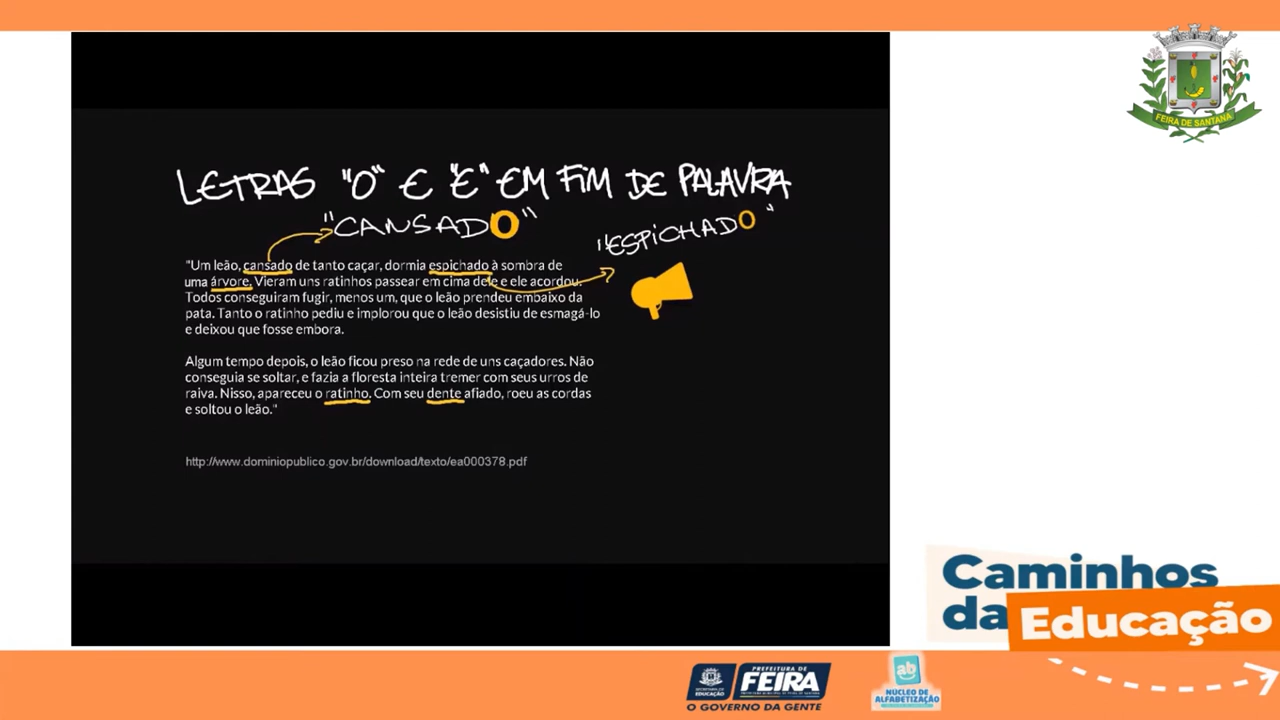 FEIRA DE SANTANA
LETRAS "O" E "E" EM FIM DE PALAVRA
"CANSADO"
"ESPICHADO"
"Um leão, cansado de tanto caçar, dormia espichado à sombra de
uma árvore. Vieram uns ratinhos passear em cima dele e ele acordou.
Todos conseguiram fugir, menos um, que o leão prendeu embaixo da
pata. Tanto o ratinho pediu e implorou que o leão desistiu de esmagá-lo
e deixou que fosse embora.
Algum tempo depois, o leão ficou preso na rede de uns caçadores. Não
conseguia se soltar, e fazia a floresta inteira tremer com seus urros de
raiva. Nisso, apareceu o ratinho. Com seu dente afiado, roeu as cordas
e soltou o leão."
http://www.dominiopublico.gov.br/download/texto/ea000378.pdf
Caminhos
da Educação
SECRETARIA DE
EDUCAÇÃO
PREFEITURA DE
FEIRA
O GOVERNO DA GENTE
ab
NÚCLEO DE
ALFABETIZAÇÃO